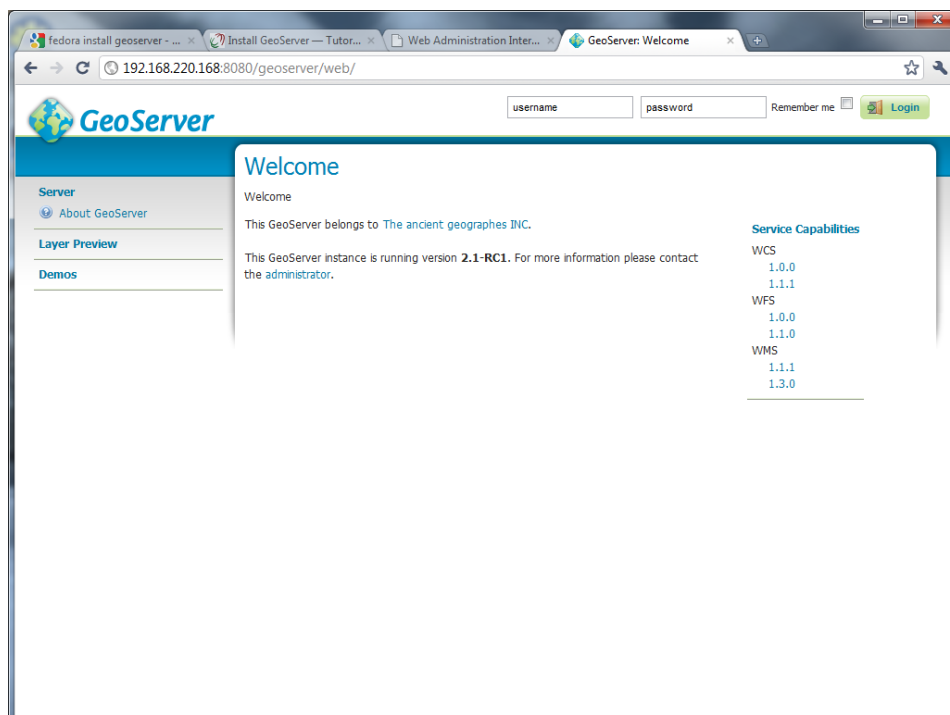 fedora install geoserver - ...
Install GeoServer — Tutor...
Web Administration Inter...
GeoServer: Welcome
192.168.220.168:8080/geoserver/web/
GeoServer
username
password
Remember me
Login
Server
About GeoServer
Layer Preview
Demos
Welcome
Welcome
This GeoServer belongs to The ancient geographes INC.
This GeoServer instance is running version 2.1-RC1. For more information please contact
the administrator.
Service Capabilities
WCS
1.0.0
1.1.1
WFS
1.0.0
1.1.0
WMS
1.1.1
1.3.0